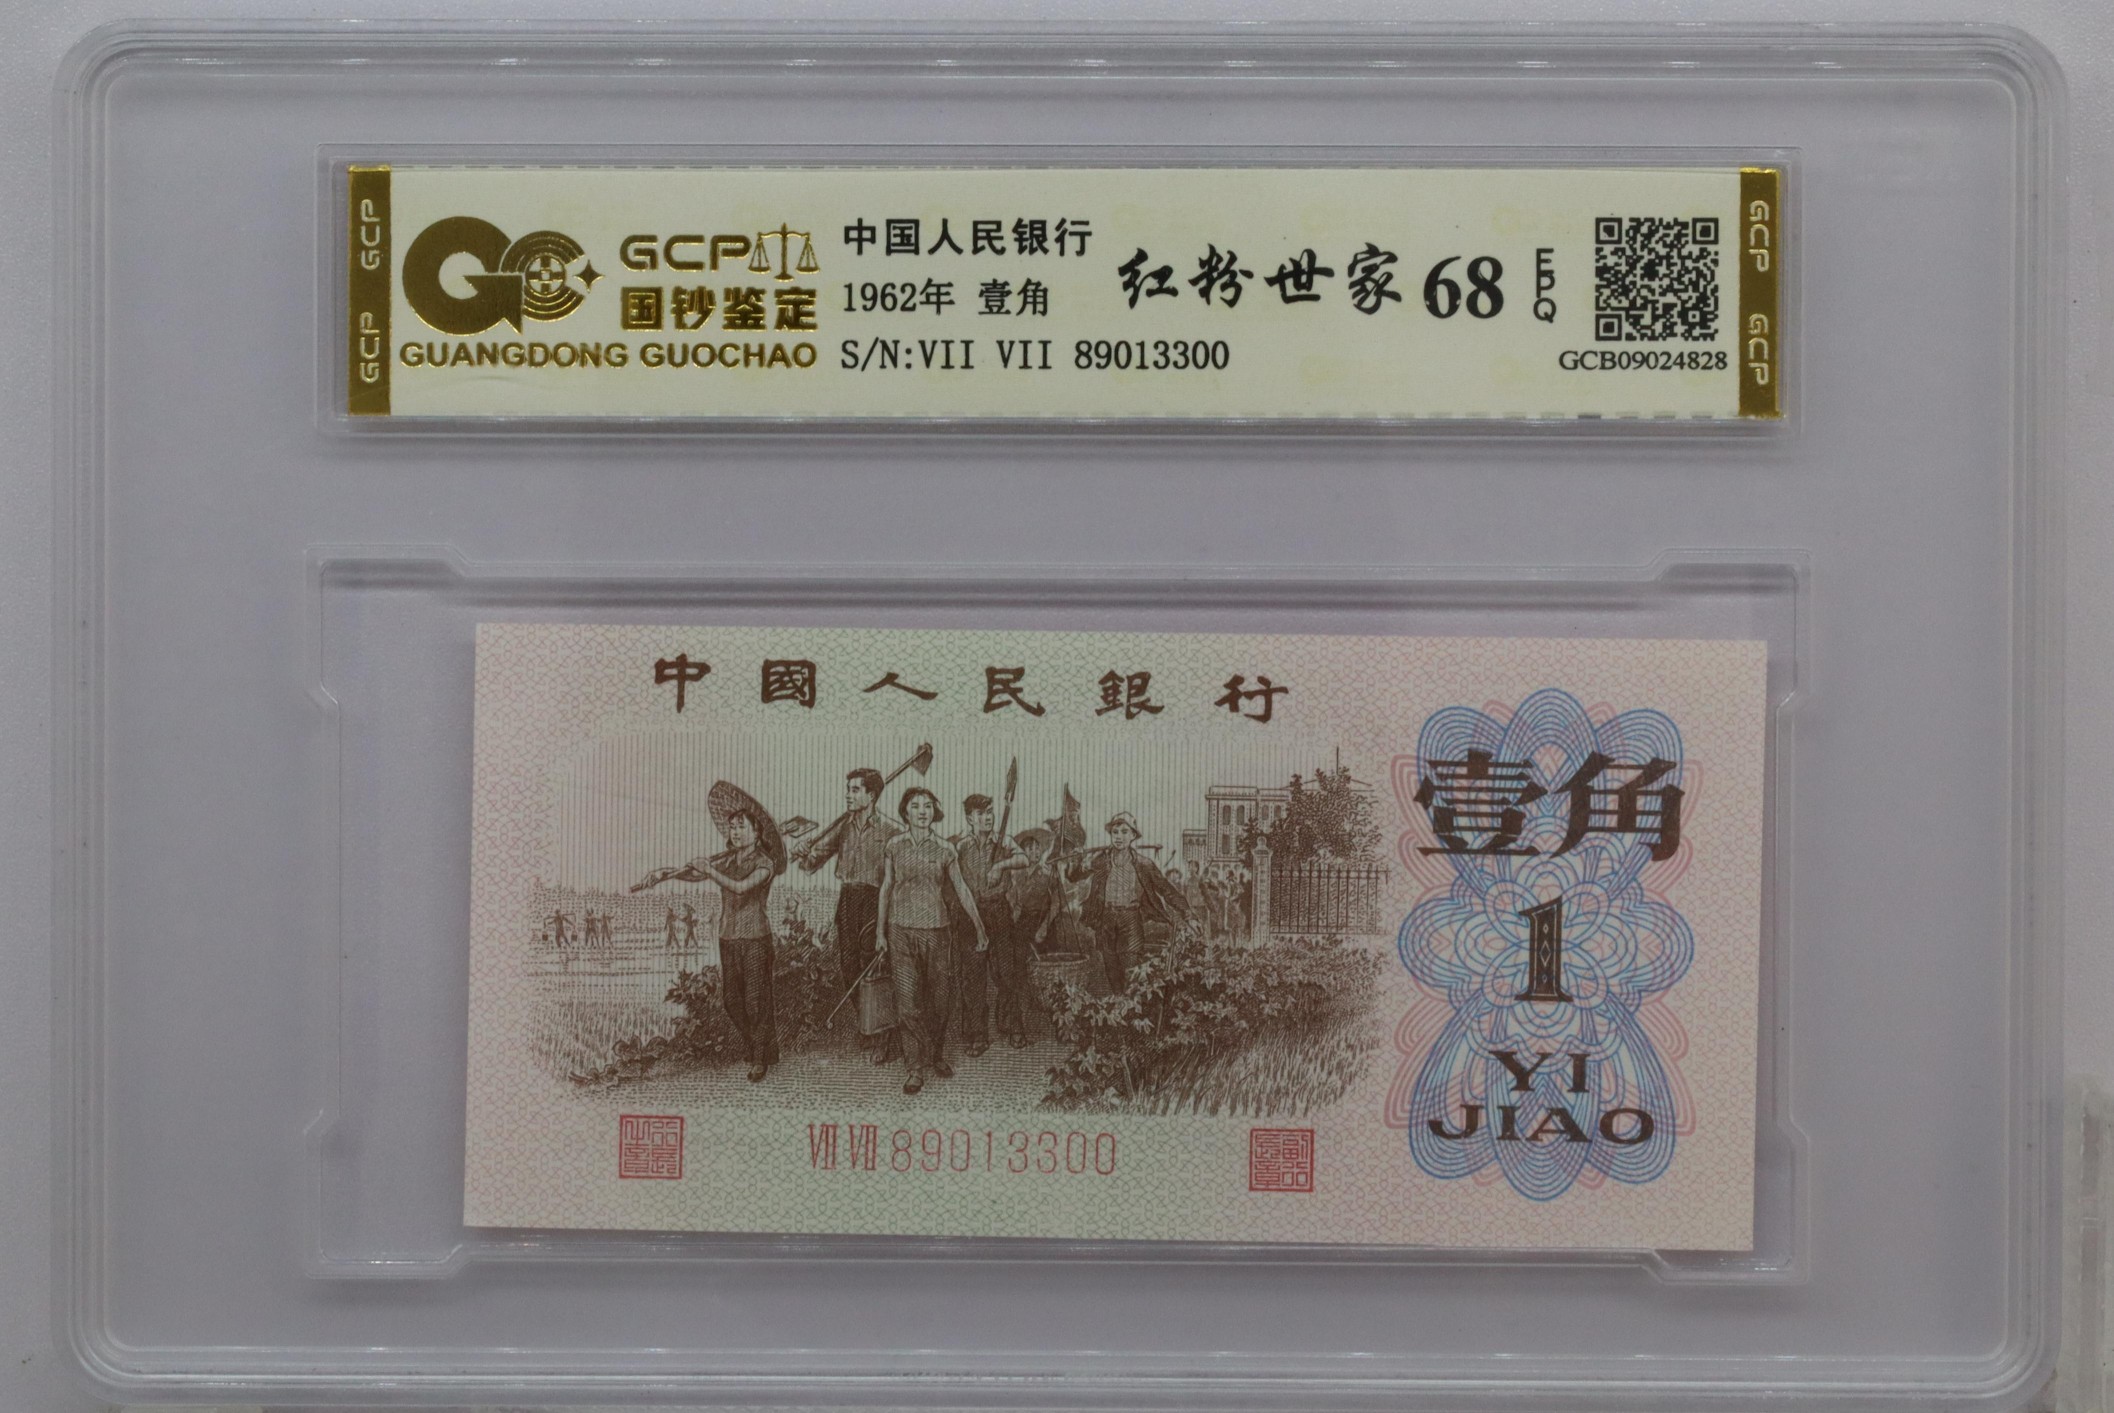 GCP
GCP
GCP
国钞鉴定
GUANGDONG GUOCHAO
中国人民银行
1962年 壹角
S/N:VII VII 89013300
红粉世家 68 EPQ
GCB09024828
GCP
GCP
中國人民銀行
壹角
1
YI
JIAO
VII VII 89013300